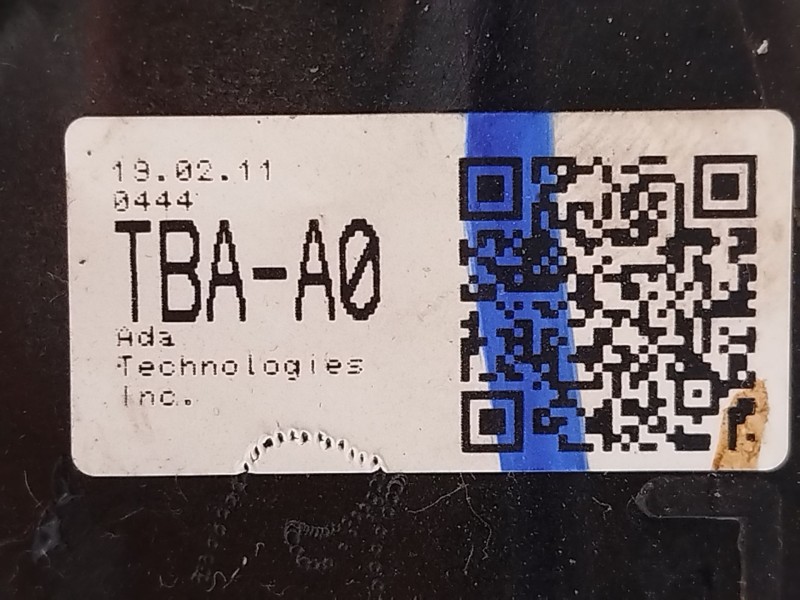 19.02.11
0444
TBA-A0
Ada
Technologies
Inc.